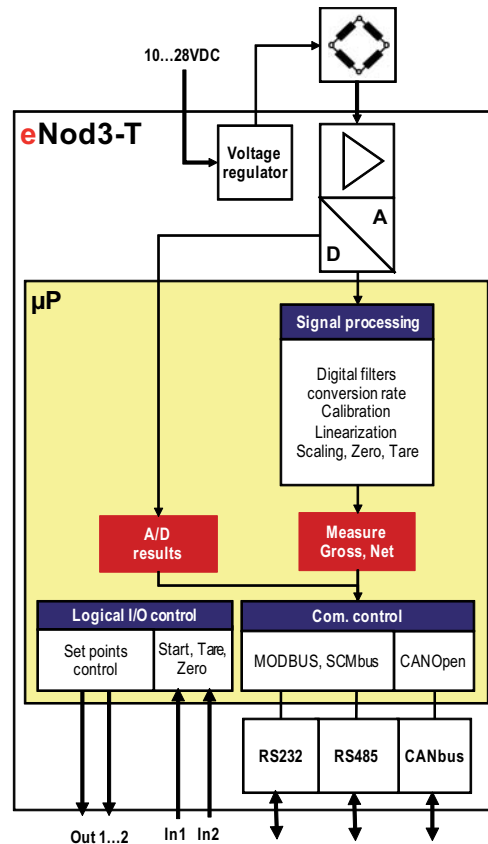 10...28VDC
eNod3-T
Voltage
regulator
A
D
µP
Signal processing
Digital filters
conversion rate
Calibration
Linearization
Scaling, Zero, Tare
A/D
results
Measure
Gross, Net
Logical I/O control
Set points
control
Start, Tare,
Zero
Com. control
MODBUS, SCMbus
CANOpen
RS232
RS485
CANbus
Out 1...2
In1
In2